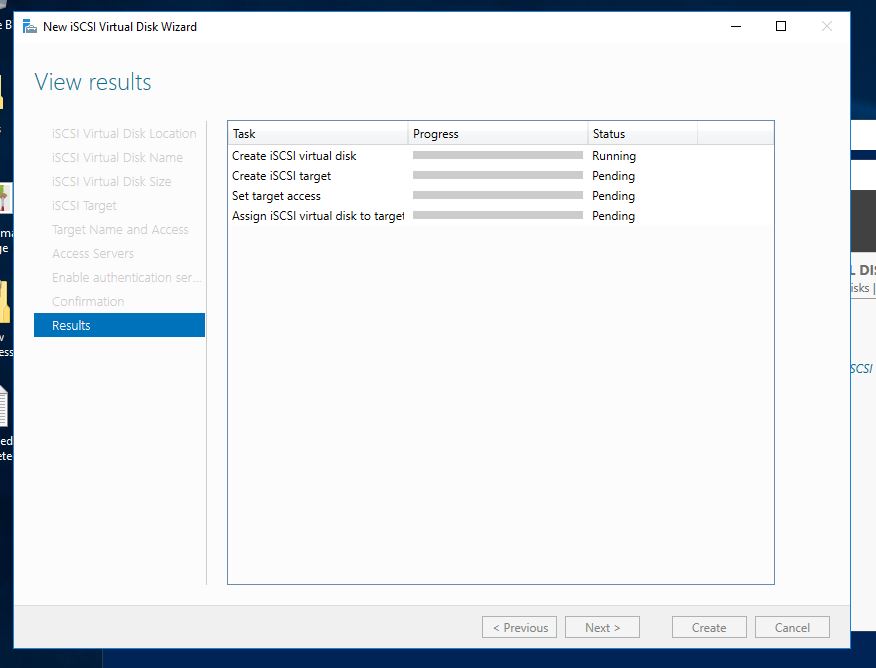 New iSCSI Virtual Disk Wizard
View results
iSCSI Virtual Disk Location
iSCSI Virtual Disk Name
iSCSI Virtual Disk Size
iSCSI Target
Target Name and Access
Access Servers
Enable authentication ser...
Confirmation
Results
Task Progress Status
Create iSCSI virtual disk Running
Create iSCSI target Pending
Set target access Pending
Assign iSCSI virtual disk to target Pending
< Previous Next > Create Cancel
L DIS
isks |
SCSI